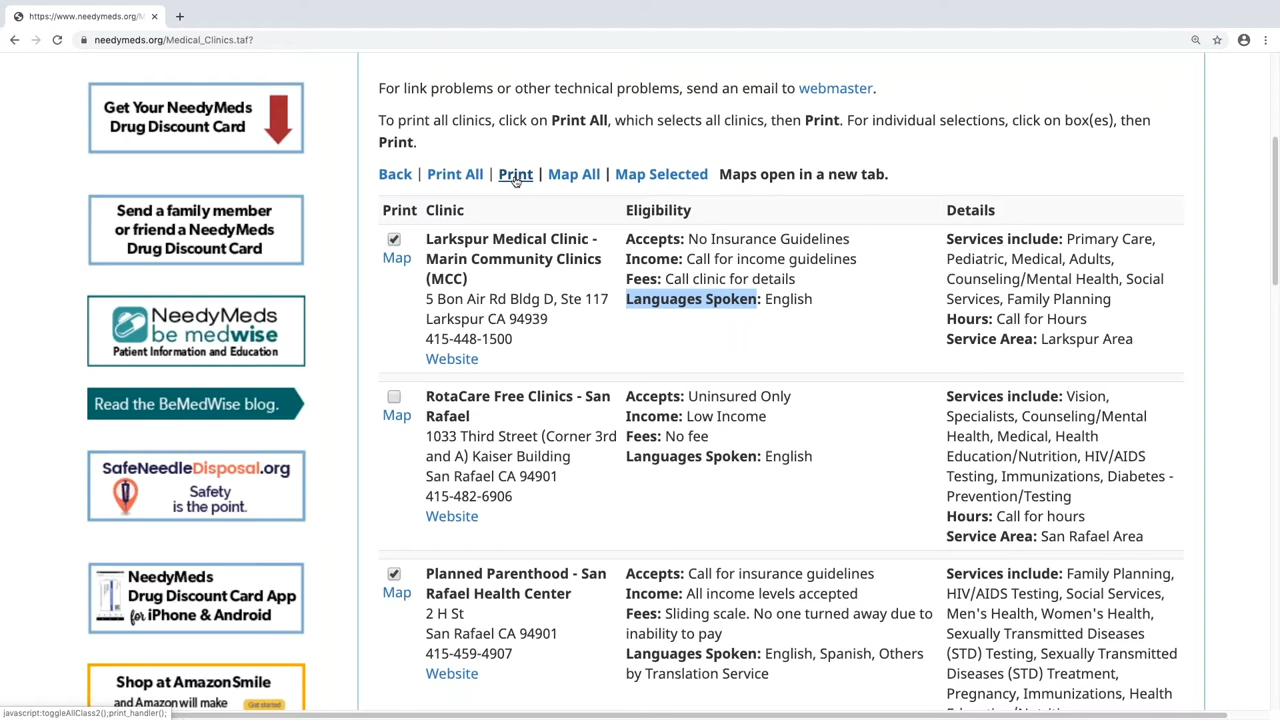 https://www.needymeds.org/M
needymeds.org/Medical_Clinics.taf?
Get Your NeedyMeds
Drug Discount Card
Send a family member
or friend a NeedyMeds
Drug Discount Card
NeedyMeds
be medwise
Patient Information and Education
Read the BeMedWise blog.
SafeNeedleDisposal.org
Safety
is the point.
NeedyMeds
Drug Discount Card App
for iPhone & Android
Shop at AmazonSmile
and Amazon will make
Get started
For link problems or other technical problems, send an email to webmaster.
To print all clinics, click on Print All, which selects all clinics, then Print. For individual selections, click on box(es), then
Print.
Back | Print All | Print | Map All | Map Selected Maps open in a new tab.
Print Clinic Eligibility Details
Map
Larkspur Medical Clinic -
Marin Community Clinics
(MCC)
5 Bon Air Rd Bldg D, Ste 117
Larkspur CA 94939
415-448-1500
Website
Accepts: No Insurance Guidelines
Income: Call for income guidelines
Fees: Call clinic for details
Languages Spoken: English
Services include: Primary Care,
Pediatric, Medical, Adults,
Counseling/Mental Health, Social
Services, Family Planning
Hours: Call for Hours
Service Area: Larkspur Area
Map
RotaCare Free Clinics - San
Rafael
1033 Third Street (Corner 3rd
and A) Kaiser Building
San Rafael CA 94901
415-482-6906
Website
Accepts: Uninsured Only
Income: Low Income
Fees: No fee
Languages Spoken: English
Services include: Vision,
Specialists, Counseling/Mental
Health, Medical, Health
Education/Nutrition, HIV/AIDS
Testing, Immunizations, Diabetes -
Prevention/Testing
Hours: Call for hours
Service Area: San Rafael Area
Map
Planned Parenthood - San
Rafael Health Center
2 H St
San Rafael CA 94901
415-459-4907
Website
Accepts: Call for insurance guidelines
Income: All income levels accepted
Fees: Sliding scale. No one turned away due to
inability to pay
Languages Spoken: English, Spanish, Others
by Translation Service
Services include: Family Planning,
HIV/AIDS Testing, Social Services,
Men's Health, Women's Health,
Sexually Transmitted Diseases
(STD) Testing, Sexually Transmitted
Diseases (STD) Treatment,
Pregnancy, Immunizations, Health
javascript:toggleAllClass2();print_handler();